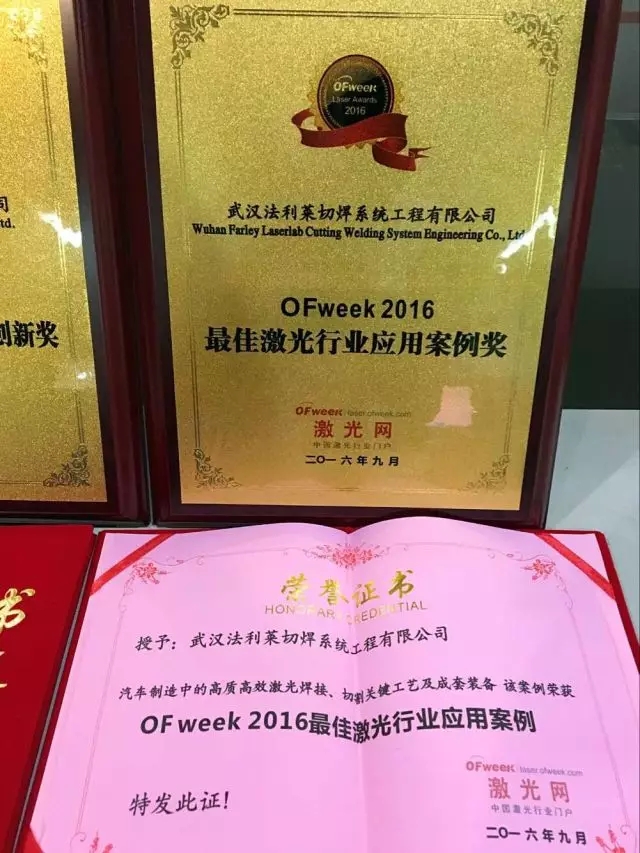 OFweek
Laser Awards
2016
武汉法利莱切焊系统工程有限公司
Wuhan Farley Laserlab Cutting Welding System Engineering Co., Ltd
OFweek 2016
最佳激光行业应用案例奖
OFweek laser.ofweek.com
激光网
中国激光行业门户
二〇一六年九月
司
td.
创新奖
书
荣誉证书
HONORARY CREDENTIAL
授予：武汉法利莱切焊系统工程有限公司
汽车制造中的高质高效激光焊接、切割关键工艺及成套装备 该案例荣获
OFweek 2016最佳激光行业应用案例
特发此证！
OFweek laser.ofweek.com
激光网
中国激光行业门户
二〇一六年九月